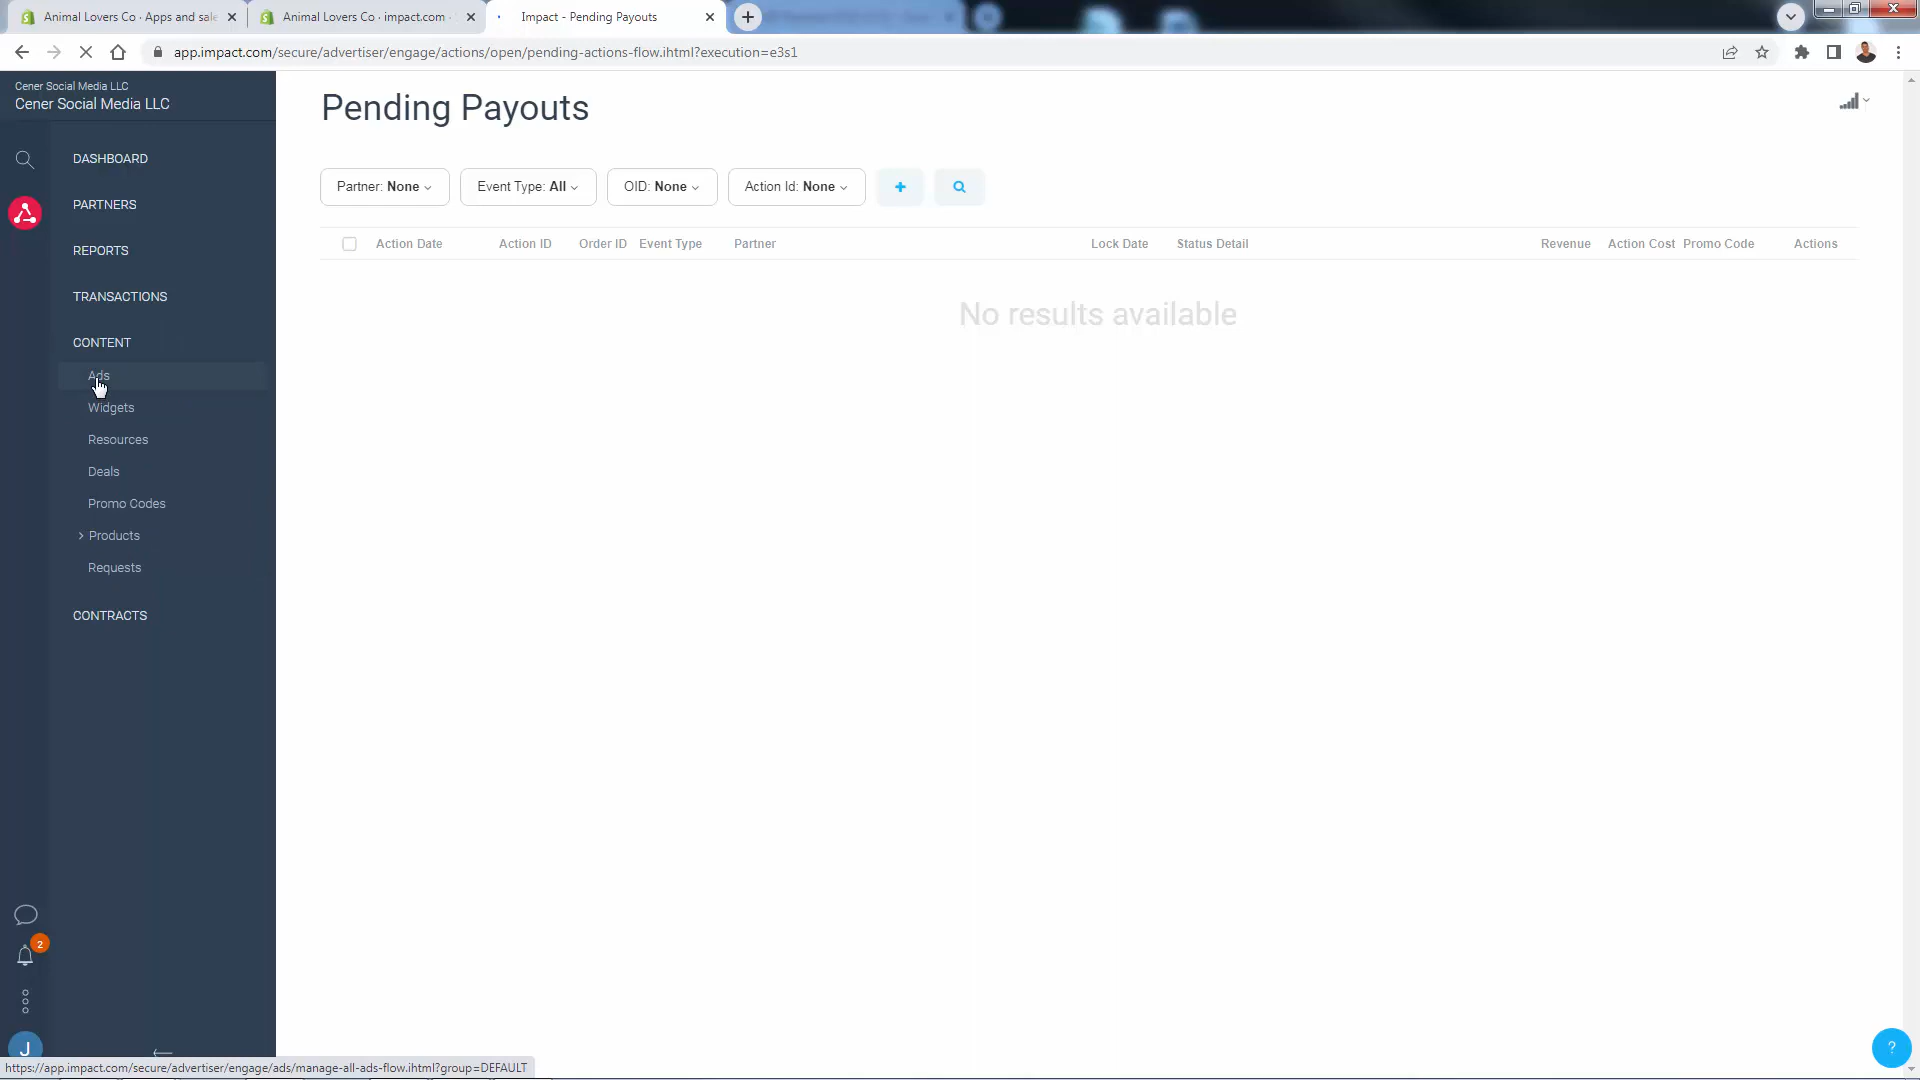 Animal Lovers Co · Apps and sale
Animal Lovers Co · impact.com ·
Impact - Pending Payouts
app.impact.com/secure/advertiser/engage/actions/open/pending-actions-flow.ihtml?execution=e3s1
Cener Social Media LLC
Cener Social Media LLC
DASHBOARD
PARTNERS
REPORTS
TRANSACTIONS
CONTENT
Ads
Widgets
Resources
Deals
Promo Codes
Products
Requests
CONTRACTS
2
J
Pending Payouts
Partner: None
Event Type: All
OID: None
Action Id: None
Action Date Action ID Order ID Event Type Partner Lock Date Status Detail Revenue Action Cost Promo Code Actions
No results available
?
https://app.impact.com/secure/advertiser/engage/ads/manage-all-ads-flow.ihtml?group=DEFAULT